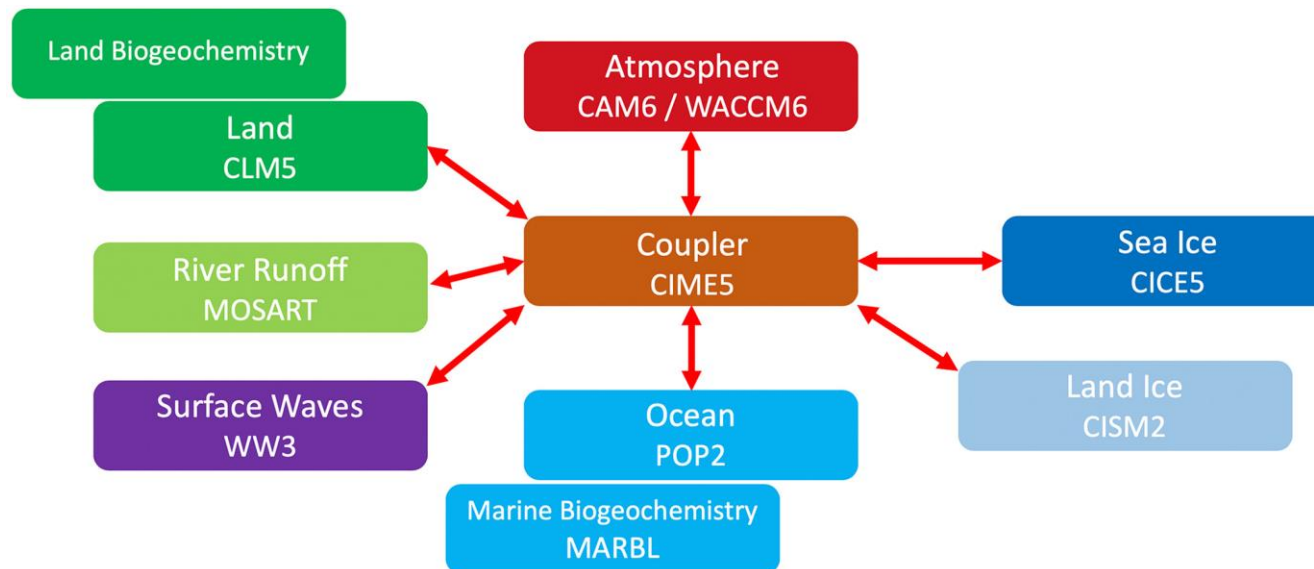 Land Biogeochemistry
Land
CLM5
Atmosphere
CAM6 / WACCM6
River Runoff
MOSART
Coupler
CIME5
Sea Ice
CICE5
Surface Waves
WW3
Ocean
POP2
Land Ice
CISM2
Marine Biogeochemistry
MARBL